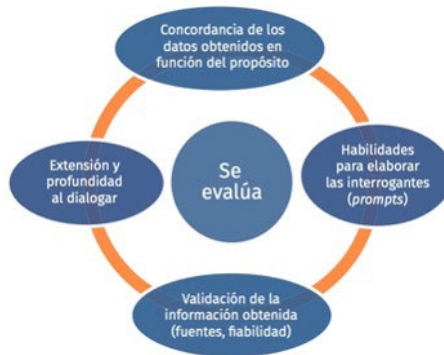 Concordancia de los
datos obtenidos en
función del propósito
Extensión y
profundidad
al dialogar
Se
evalúa
Habilidades
para elaborar
las interrogantes
(prompts)
Validación de la
información obtenida
(fuentes, fiabilidad)